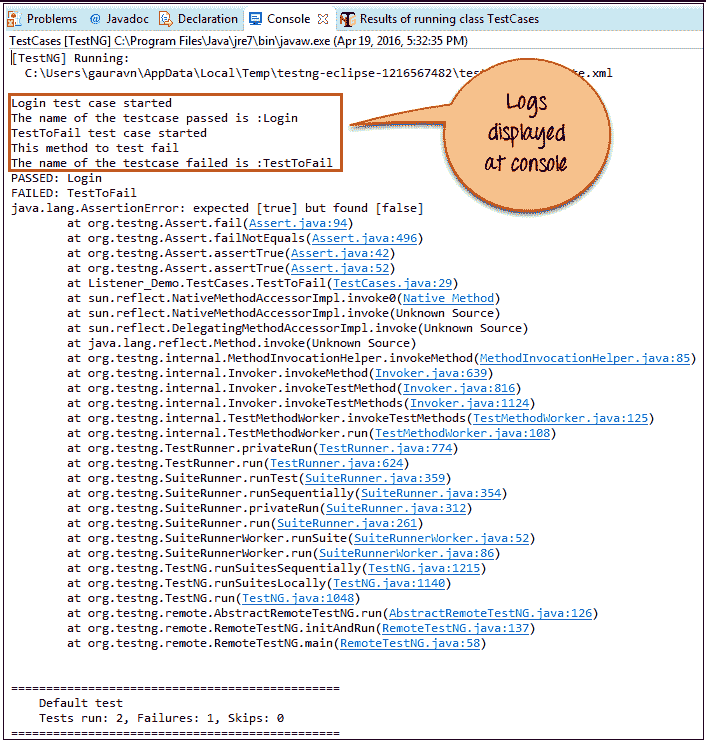 Problems @ Javadoc Declaration Console Results of running class TestCases
TestCases [TestNG] C:\Program Files\Java\jre7\bin\javaw.exe (Apr 19, 2016, 5:32:35 PM)
[TestNG] Running:
C:\Users\gauravn\AppData\Local\Temp\testng-eclipse-1216567482\tes e.xml
Login test case started
The name of the testcase passed is :Login
TestToFail test case started
This method to test fail
The name of the testcase failed is :TestToFail
Logs
displayed
at console
PASSED: Login
FAILED: TestToFail
java.lang.AssertionError: expected [true] but found [false]
at org.testng.Assert.fail(Assert.java:94)
at org.testng.Assert.failNotEquals(Assert.java:496)
at org.testng.Assert.assertTrue(Assert.java:42)
at org.testng.Assert.assertTrue(Assert.java:52)
at Listener_Demo.TestCases.TestToFail(TestCases.java:29)
at sun.reflect.NativeMethodAccessorImpl.invoke0(Native Method)
at sun.reflect.NativeMethodAccessorImpl.invoke(Unknown Source)
at sun.reflect.DelegatingMethodAccessorImpl.invoke(Unknown Source)
at java.lang.reflect.Method.invoke(Unknown Source)
at org.testng.internal.MethodInvocationHelper.invokeMethod(MethodInvocationHelper.java:85)
at org.testng.internal.Invoker.invokeMethod(Invoker.java:639)
at org.testng.internal.Invoker.invokeTestMethod(Invoker.java:816)
at org.testng.internal.Invoker.invokeTestMethods(Invoker.java:1124)
at org.testng.internal.TestMethodWorker.invokeTestMethods(TestMethodWorker.java:125)
at org.testng.internal.TestMethodWorker.run(TestMethodWorker.java:108)
at org.testng.TestRunner.privateRun(TestRunner.java:774)
at org.testng.TestRunner.run(TestRunner.java:624)
at org.testng.SuiteRunner.runTest(SuiteRunner.java:359)
at org.testng.SuiteRunner.runSequentially(SuiteRunner.java:354)
at org.testng.SuiteRunner.privateRun(SuiteRunner.java:312)
at org.testng.SuiteRunner.run(SuiteRunner.java:261)
at org.testng.SuiteRunnerWorker.runSuite(SuiteRunnerWorker.java:52)
at org.testng.SuiteRunnerWorker.run(SuiteRunnerWorker.java:86)
at org.testng.TestNG.runSuitesSequentially(TestNG.java:1215)
at org.testng.TestNG.runSuitesLocally(TestNG.java:1140)
at org.testng.TestNG.run(TestNG.java:1048)
at org.testng.remote.AbstractRemoteTestNG.run(AbstractRemoteTestNG.java:126)
at org.testng.remote.RemoteTestNG.initAndRun(RemoteTestNG.java:137)
at org.testng.remote.RemoteTestNG.main(RemoteTestNG.java:58)
===============================================
Default test
Tests run: 2, Failures: 1, Skips: 0
===============================================